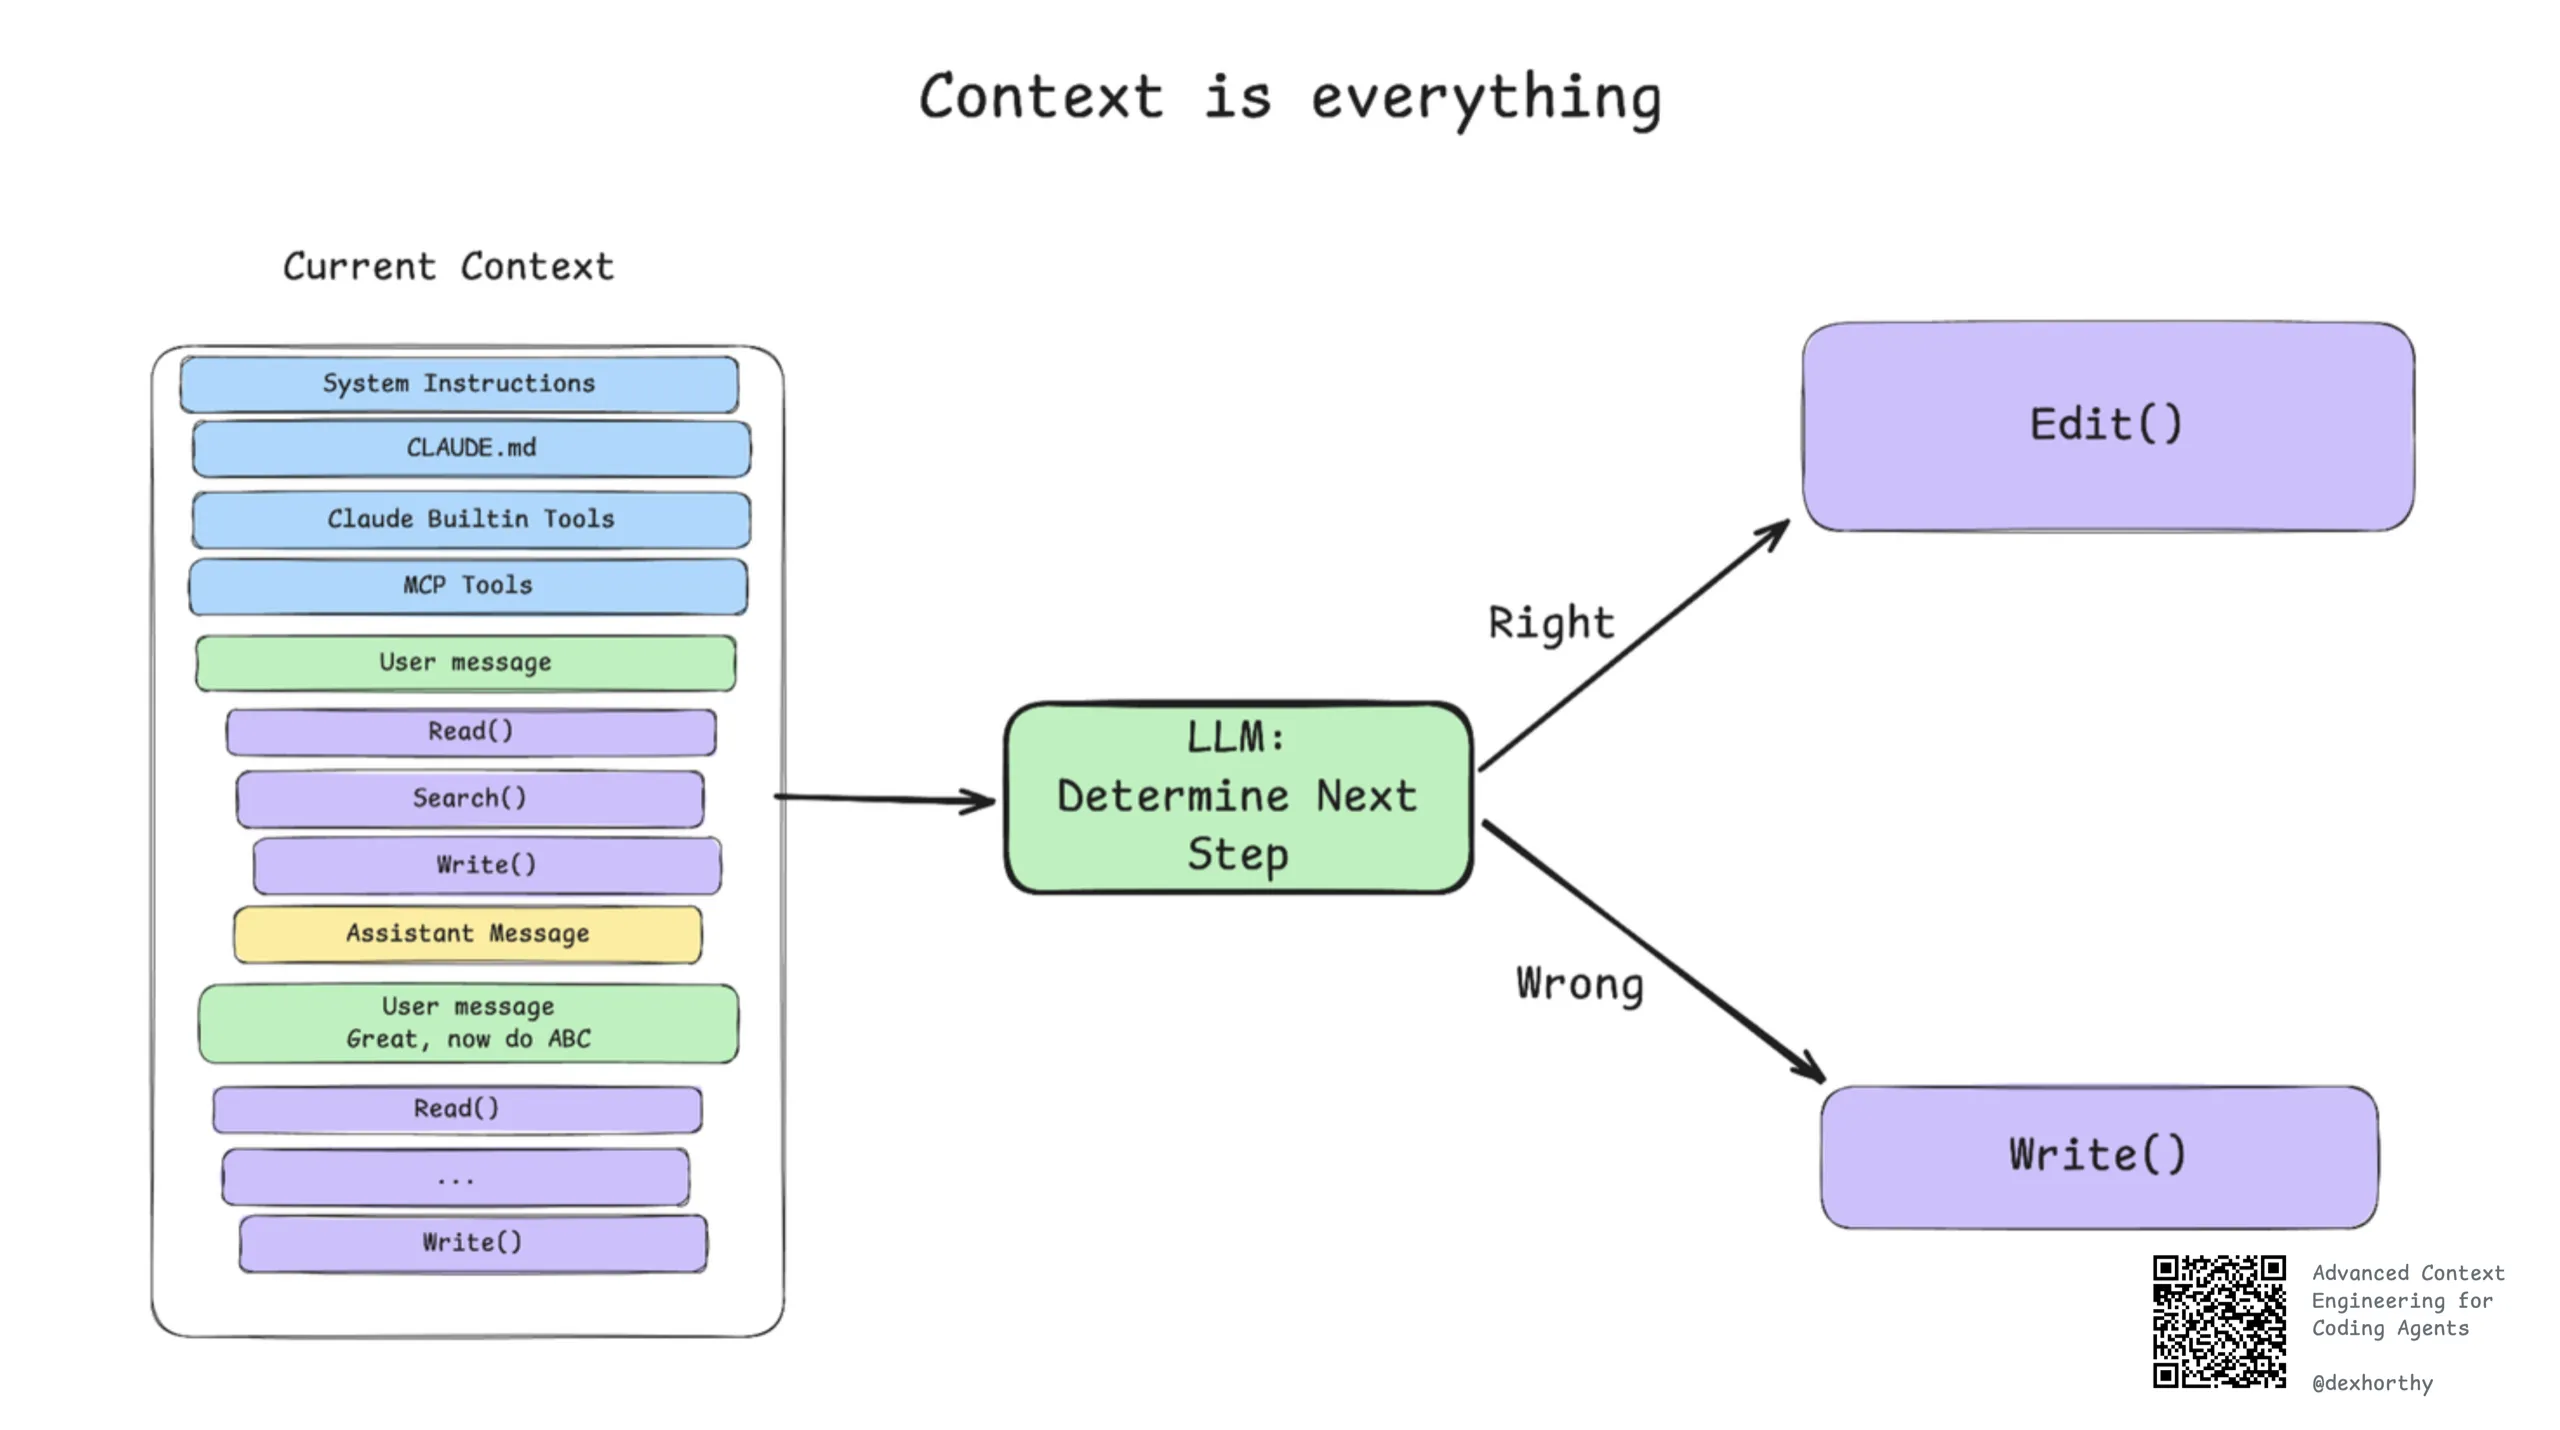 Context is everything
Current Context
System Instructions
CLAUDE.md
Claude Builtin Tools
MCP Tools
User message
Read()
Search()
Write()
Assistant Message
User message
Great, now do ABC
Read()
...
Write()
LLM:
Determine Next
Step
Right
Edit()
Wrong
Write()
Advanced Context
Engineering for
Coding Agents
@dexhorthy